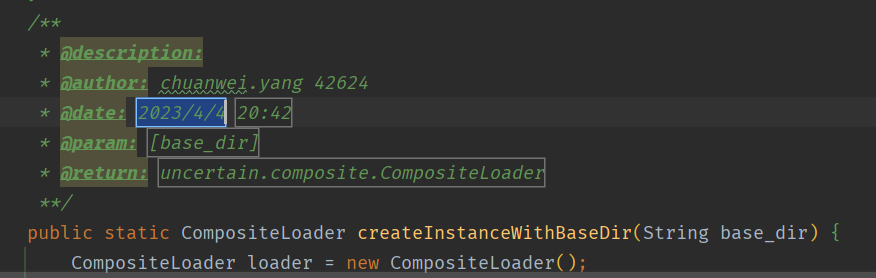 /**
* @description:
* @author: chuanwei.yang 42624
* @date: 2023/4/4 20:42
* @param: [base_dir]
* @return: uncertain.composite.CompositeLoader
**/
public static CompositeLoader createInstanceWithBaseDir(String base_dir) {
CompositeLoader loader = new CompositeLoader();